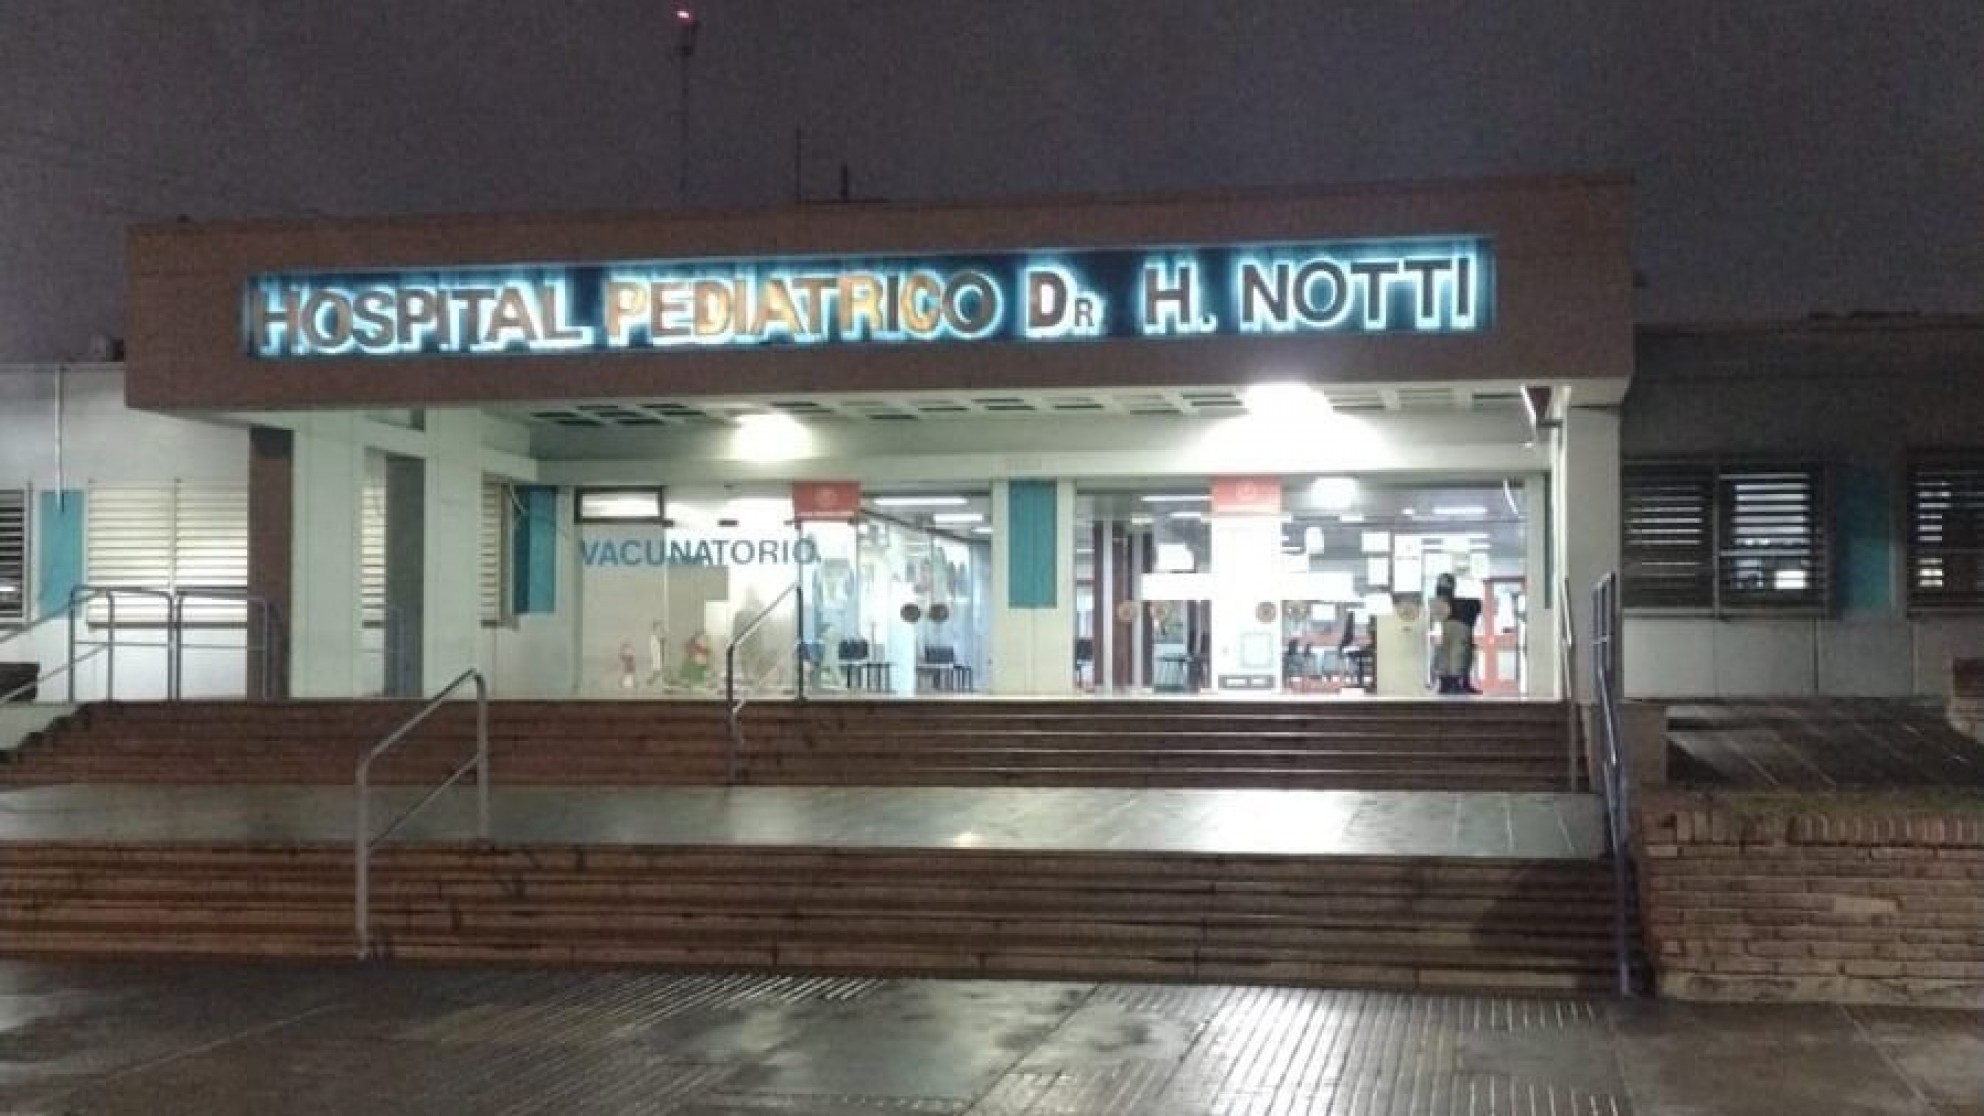 HOSPITAL PEDIATRICO DR H. NOTTI
VACUNATORIO